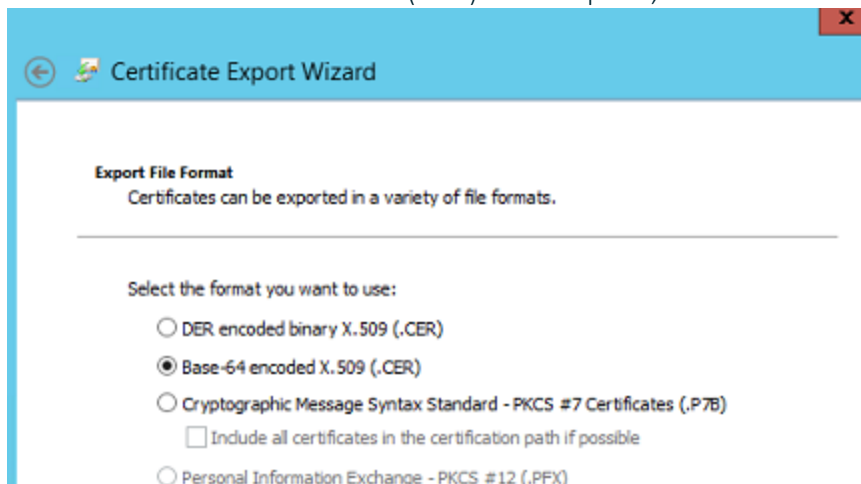 Certificate Export Wizard
Export File Format
Certificates can be exported in a variety of file formats.
Select the format you want to use:
DER encoded binary X.509 (.CER)
Base-64 encoded X.509 (.CER)
Cryptographic Message Syntax Standard - PKCS #7 Certificates (.P7B)
Include all certificates in the certification path if possible
Personal Information Exchange - PKCS #12 (.PFX)